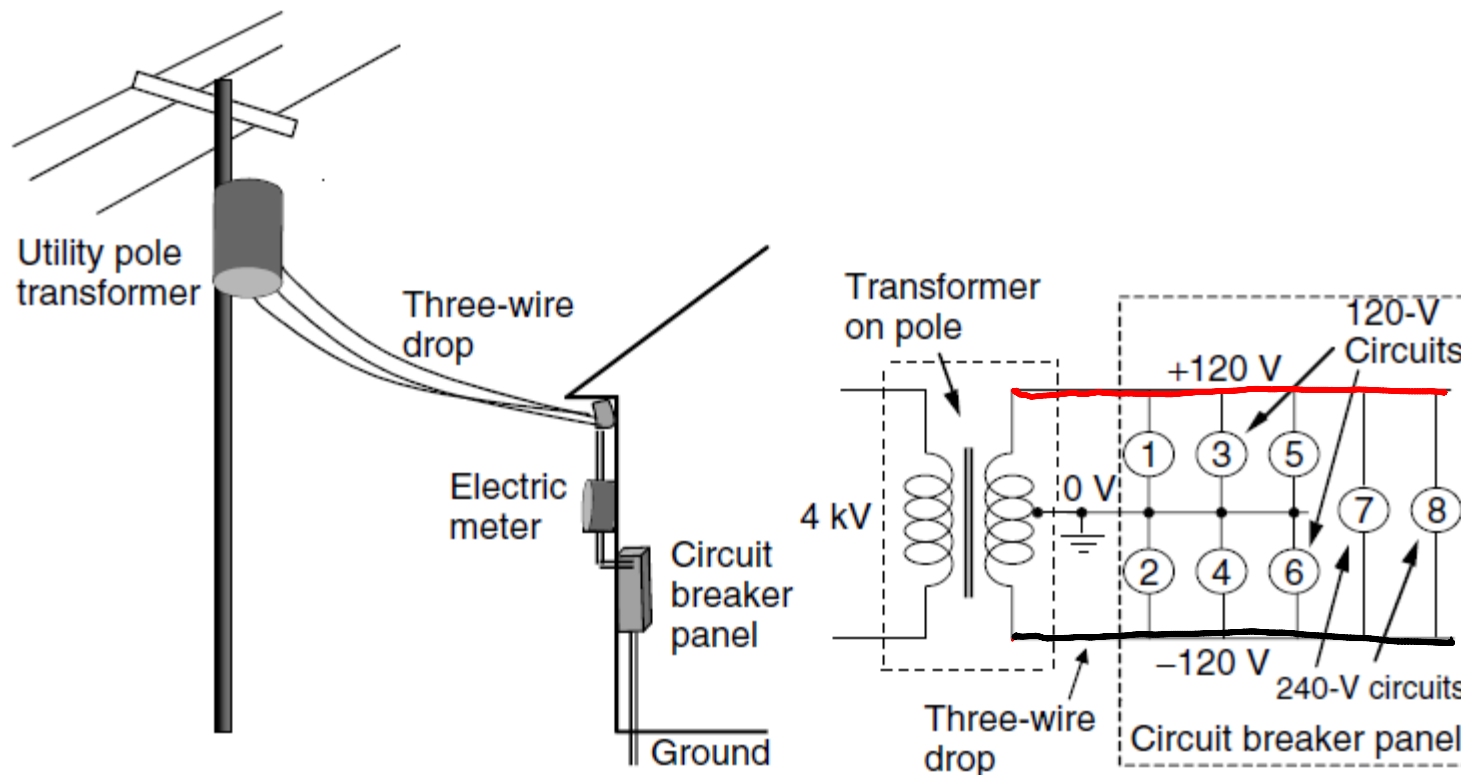 Utility pole
transformer
Three-wire
drop
Electric
meter
Circuit
breaker
panel
Ground
Transformer
on pole
120-V
Circuits
+120 V
1
3
5
0 V
4 kV
7
8
2
4
6
−120 V
240-V circuits
Three-wire
drop
Circuit breaker panel